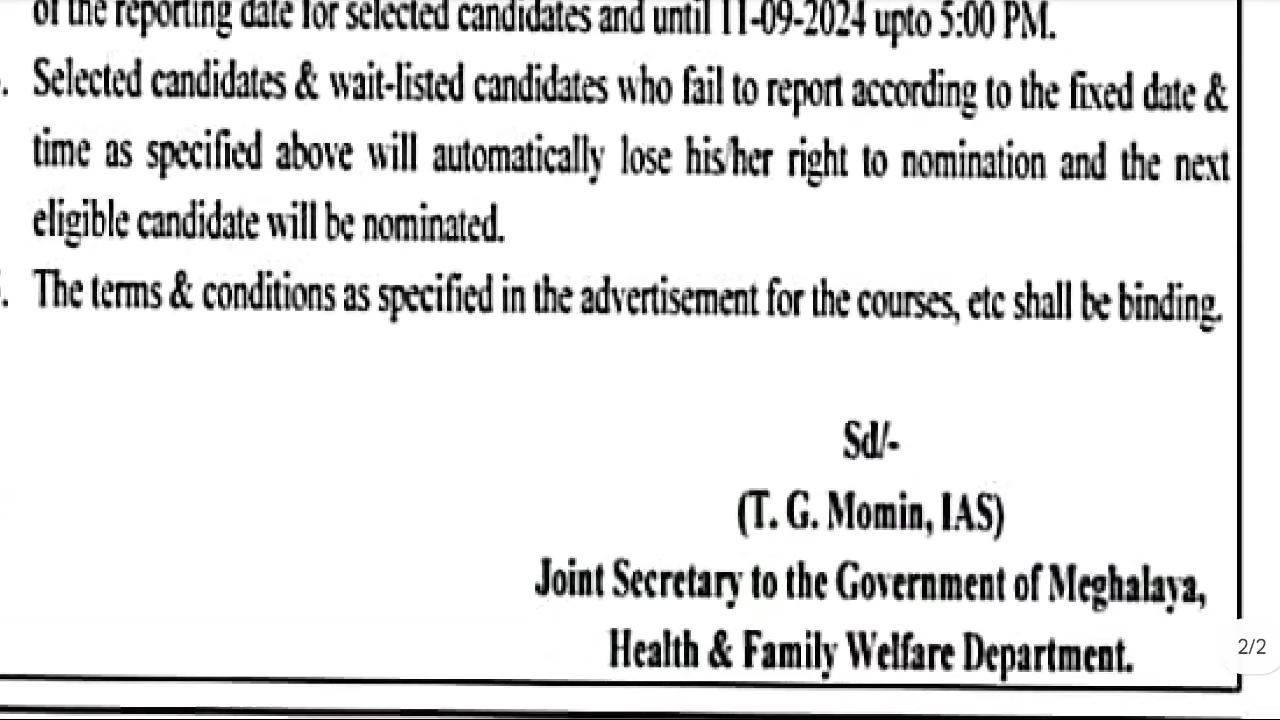 of the reporting date for selected candidates and until 11-09-2024 upto 5:00 PM.
. Selected candidates & wait-listed candidates who fail to report according to the fixed date &
time as specified above will automatically lose his/her right to nomination and the next
eligible candidate will be nominated.
. The terms & conditions as specified in the advertisement for the courses, etc shall be binding.
Sd/-
(T. G. Momin, IAS)
Joint Secretary to the Government of Meghalaya,
Health & Family Welfare Department.
2/2